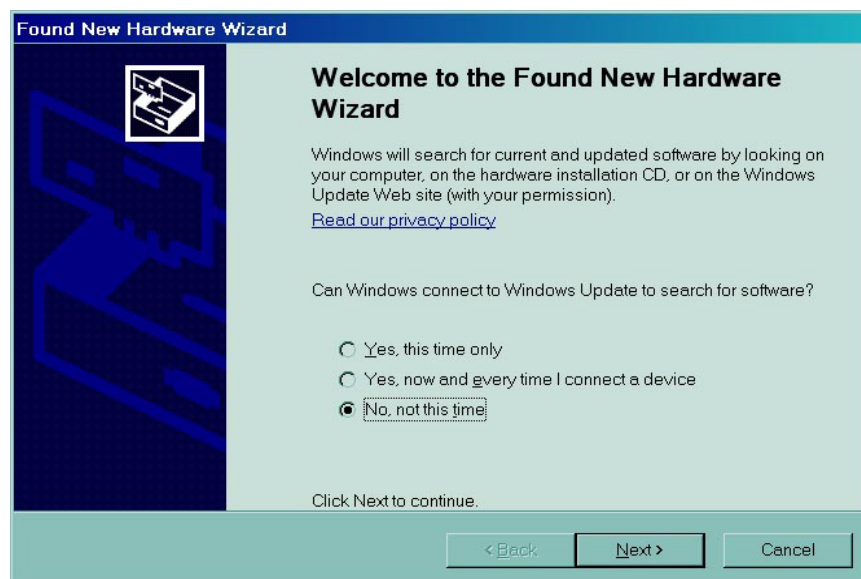 Found New Hardware Wizard
Welcome to the Found New Hardware
Wizard
Windows will search for current and updated software by looking on
your computer, on the hardware installation CD, or on the Windows
Update Web site (with your permission).
Read our privacy policy
Can Windows connect to Windows Update to search for software?
Yes, this time only
Yes, now and every time I connect a device
No, not this time
Click Next to continue.
< Back Next > Cancel